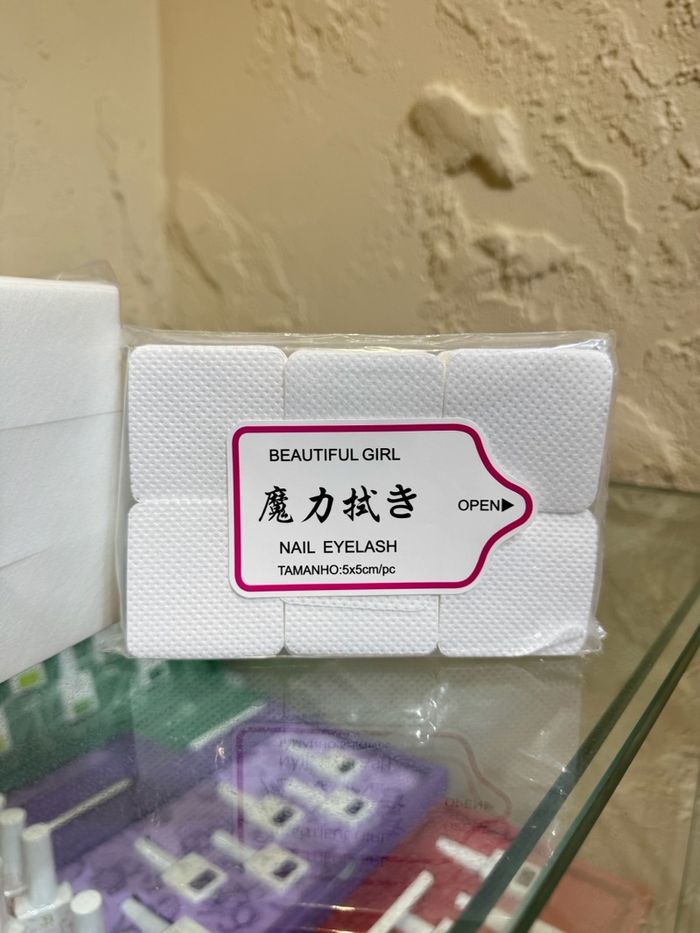 BEAUTIFUL GIRL
魔力拭き
OPEN▶
NAIL EYELASH
TAMANHO:5x5cm/pc